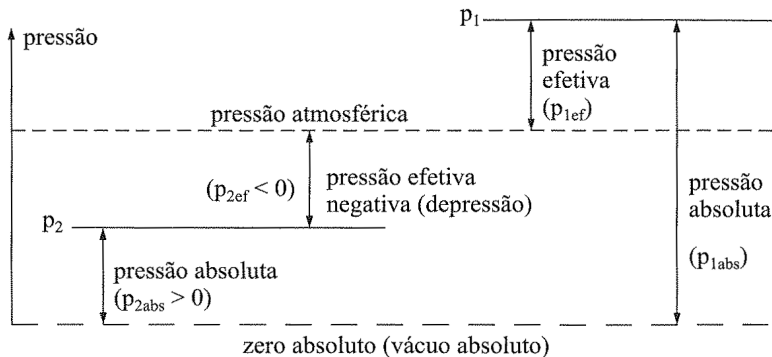 p₁
pressão
pressão
efetiva
(p₁ef)
pressão atmosférica
(p₂ef < 0)
pressão efetiva
negativa (depressão)
pressão
absoluta
(p₁abs)
p₂
pressão absoluta
(p₂abs > 0)
zero absoluto (vácuo absoluto)